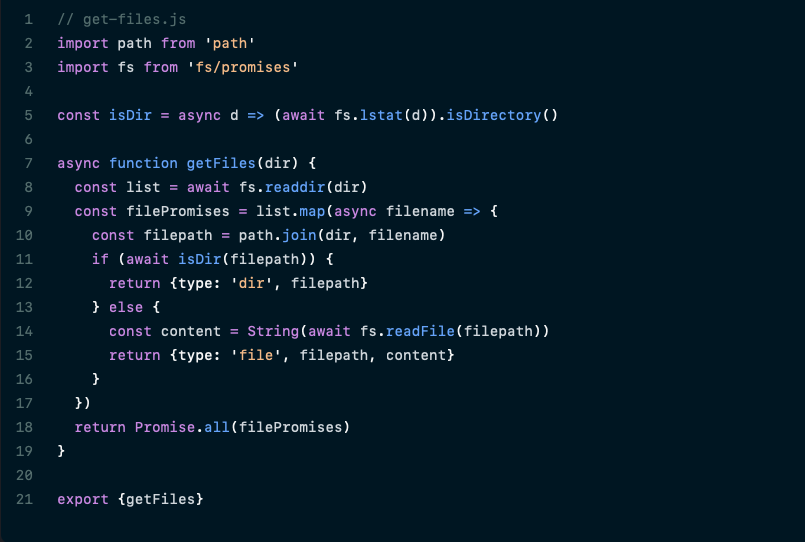 1 // get-files.js
2 import path from 'path'
3 import fs from 'fs/promises'
4
5 const isDir = async d => (await fs.lstat(d)).isDirectory()
6
7 async function getFiles(dir) {
8   const list = await fs.readdir(dir)
9   const filePromises = list.map(async filename => {
10     const filepath = path.join(dir, filename)
11     if (await isDir(filepath)) {
12       return {type: 'dir', filepath}
13     } else {
14       const content = String(await fs.readFile(filepath))
15       return {type: 'file', filepath, content}
16     }
17   })
18   return Promise.all(filePromises)
19 }
20
21 export {getFiles}